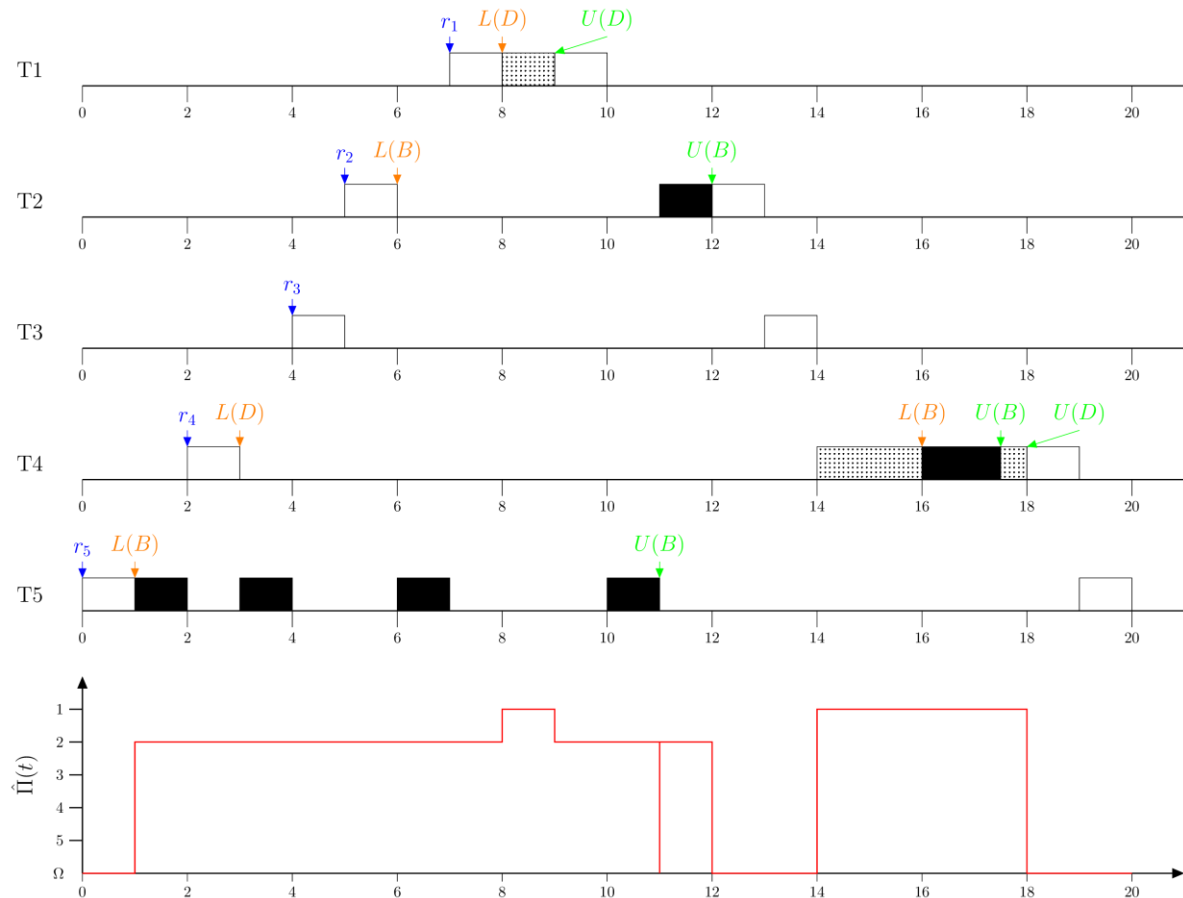 r₁ L(D) U(D)
T1
0 2 4 6 8 10 12 14 16 18 20
r₂ L(B) U(B)
T2
0 2 4 6 8 10 12 14 16 18 20
r₃
T3
0 2 4 6 8 10 12 14 16 18 20
r₄ L(D) L(B) U(B) U(D)
T4
0 2 4 6 8 10 12 14 16 18 20
r₅ L(B) U(B)
T5
0 2 4 6 8 10 12 14 16 18 20
1
2
3
4
5
Ω
Π̂(t)
0 2 4 6 8 10 12 14 16 18 20